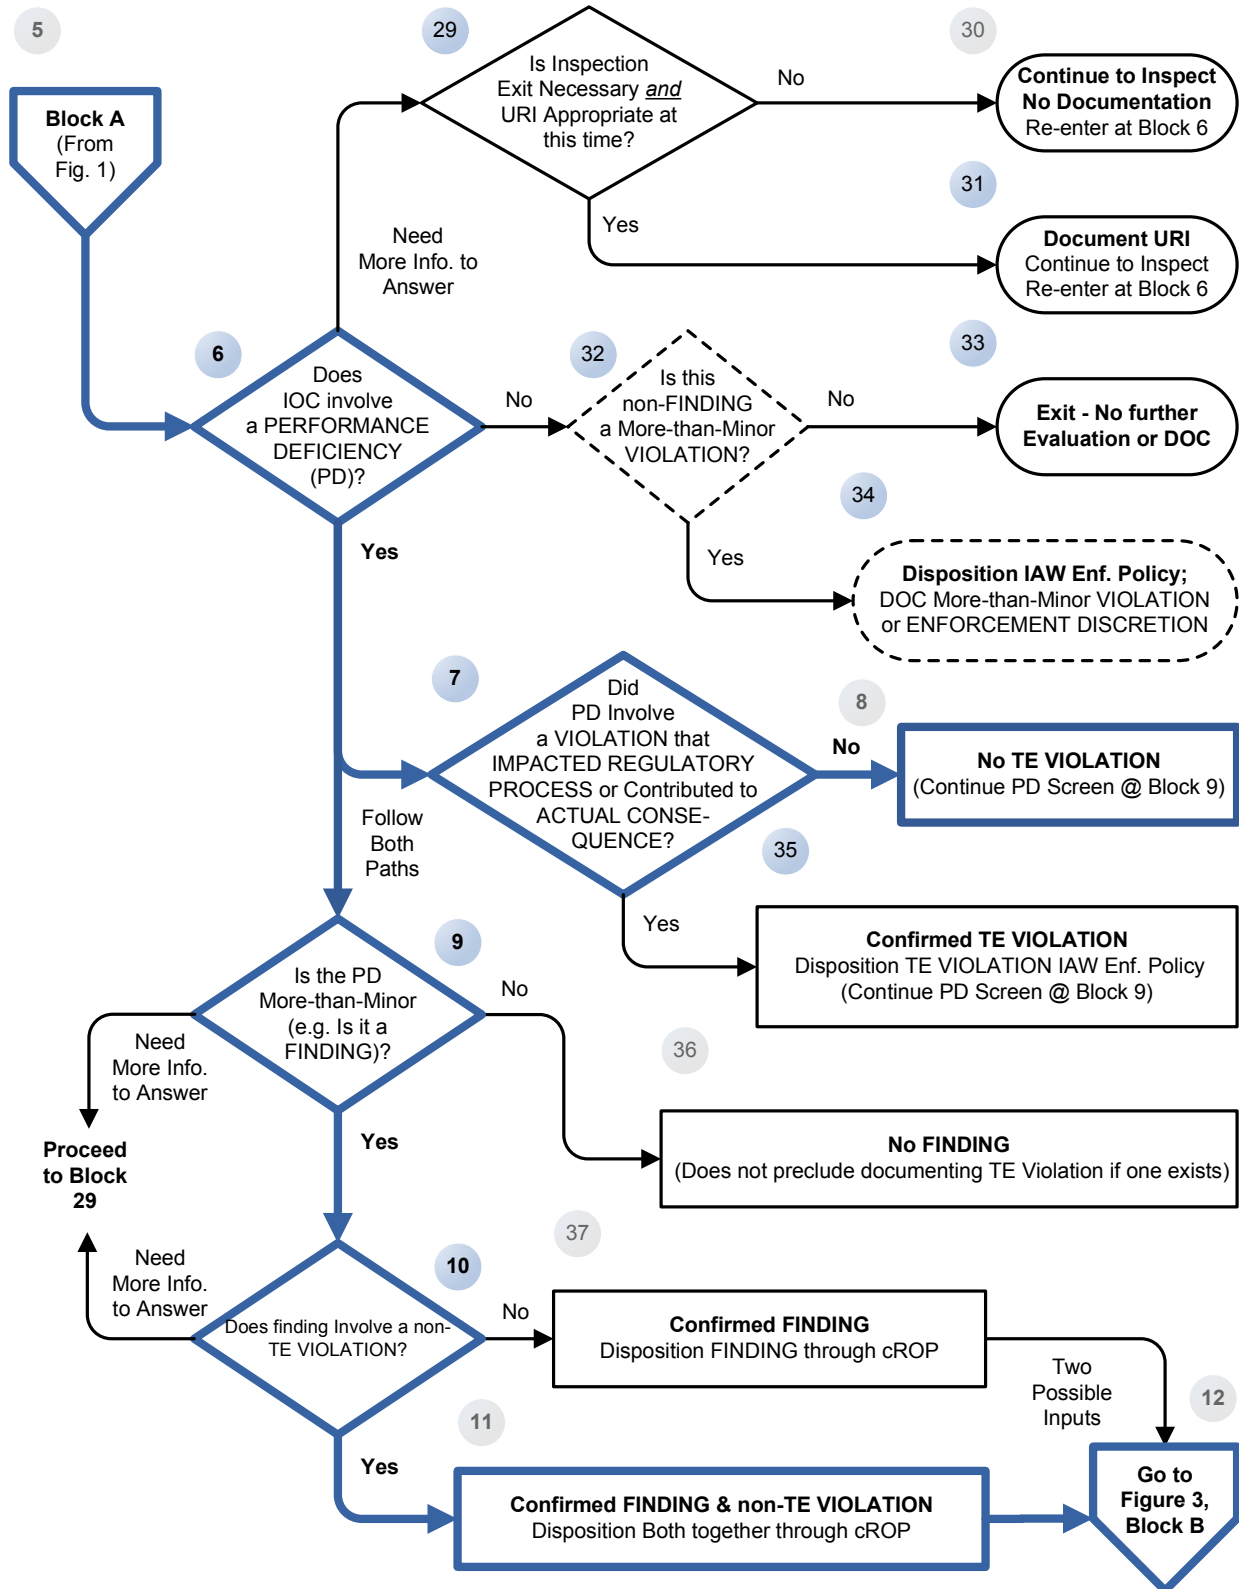 5
Block A
(From
Fig. 1)
29
Is Inspection
Exit Necessary and
URI Appropriate at
this time?
No
30
Continue to Inspect
No Documentation
Re-enter at Block 6
Yes
31
Document URI
Continue to Inspect
Re-enter at Block 6
Need
More Info. to
Answer
6
Does
IOC involve
a PERFORMANCE
DEFICIENCY
(PD)?
No
32
Is this
non-FINDING
a More-than-Minor
VIOLATION?
No
33
Exit - No further
Evaluation or DOC
34
Yes
Disposition IAW Enf. Policy;
DOC More-than-Minor VIOLATION
or ENFORCEMENT DISCRETION
Yes
7
Did
PD Involve
a VIOLATION that
IMPACTED REGULATORY
PROCESS or Contributed to
ACTUAL CONSE-
QUENCE?
No
8
No TE VIOLATION
(Continue PD Screen @ Block 9)
Follow
Both
Paths
35
Yes
Confirmed TE VIOLATION
Disposition TE VIOLATION IAW Enf. Policy
(Continue PD Screen @ Block 9)
9
Is the PD
More-than-Minor
(e.g. Is it a
FINDING)?
No
36
No FINDING
(Does not preclude documenting TE Violation if one exists)
Need
More Info.
to Answer
Yes
Proceed
to Block
29
Need
More Info.
to Answer
10
Does finding Involve a non-
TE VIOLATION?
No
37
Confirmed FINDING
Disposition FINDING through cROP
Two
Possible
Inputs
12
Yes
11
Confirmed FINDING & non-TE VIOLATION
Disposition Both together through cROP
Go to
Figure 3,
Block B